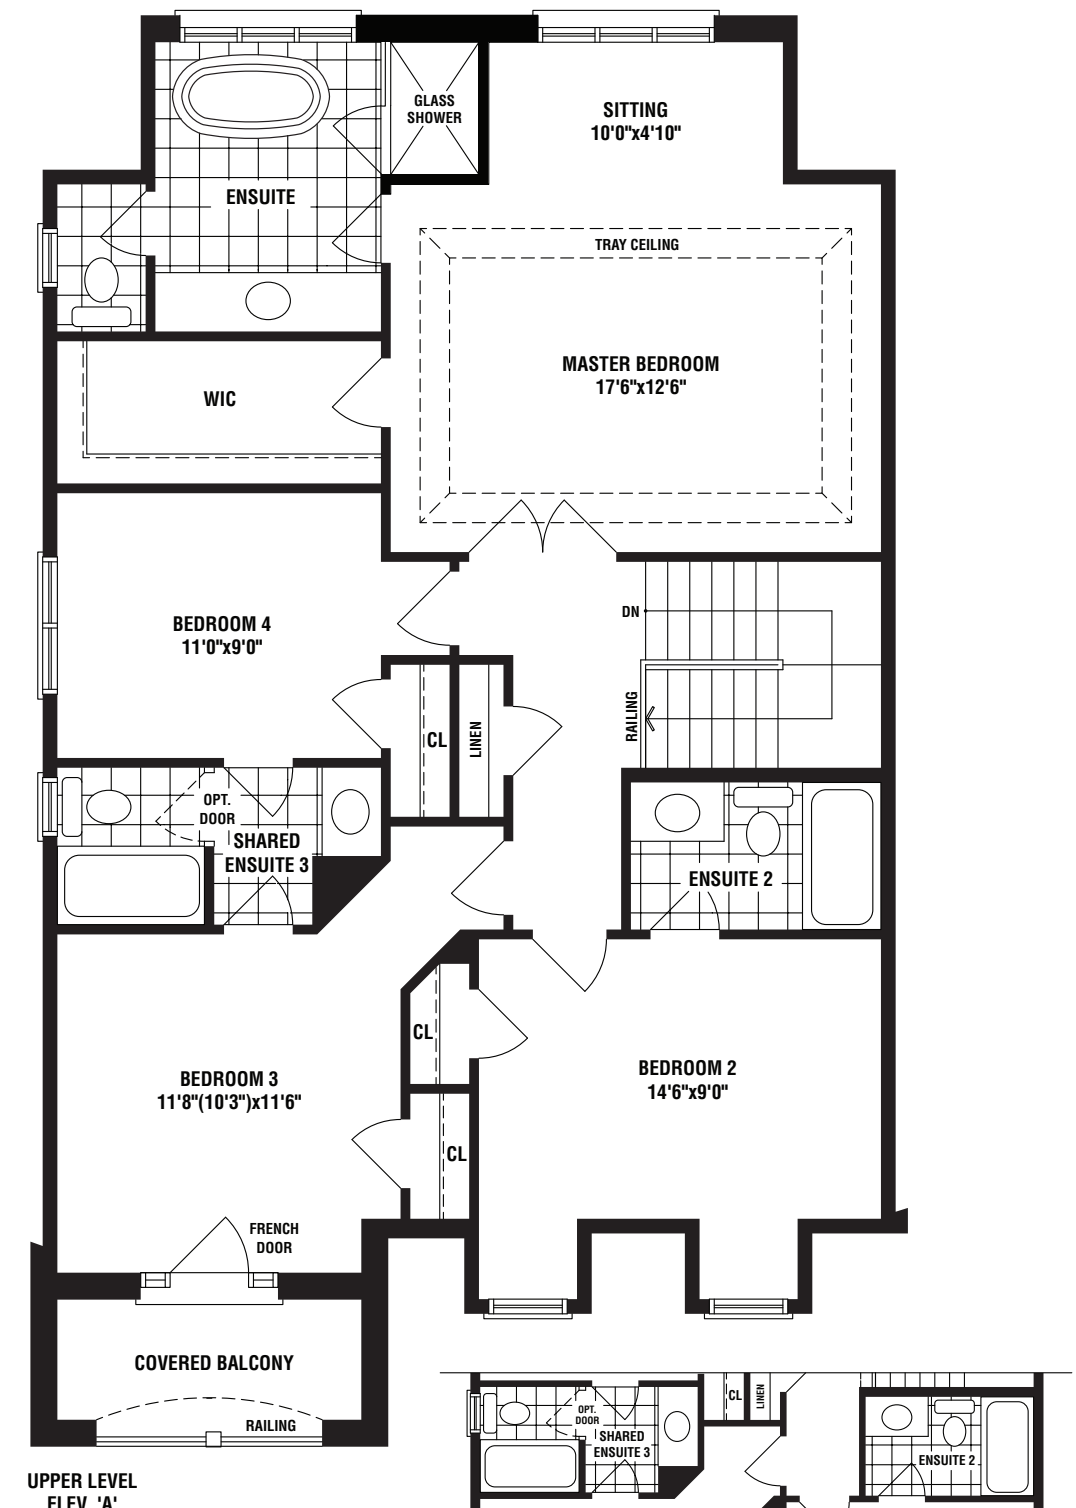 GLASS
SHOWER
SITTING
10'0"x4'10"
ENSUITE
TRAY CEILING
MASTER BEDROOM
17'6"x12'6"
WIC
BEDROOM 4
11'0"x9'0"
DN
RAILING
CL
LINEN
OPT.
DOOR
SHARED
ENSUITE 3
ENSUITE 2
CL
BEDROOM 2
14'6"x9'0"
BEDROOM 3
11'8"(10'3")x11'6"
CL
FRENCH
DOOR
COVERED BALCONY
RAILING
CL
LINEN
OPT.
DOOR
SHARED
ENSUITE 3
ENSUITE 2
UPPER LEVEL
ELEV. 'A'